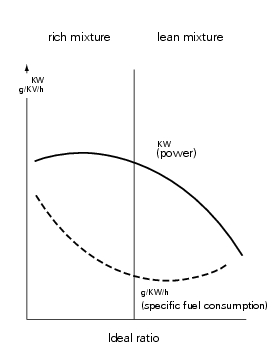 rich mixture
lean mixture
KW
g/KV/h
KW
(power)
g/KW/h
(specific fuel consumption)
Ideal ratio